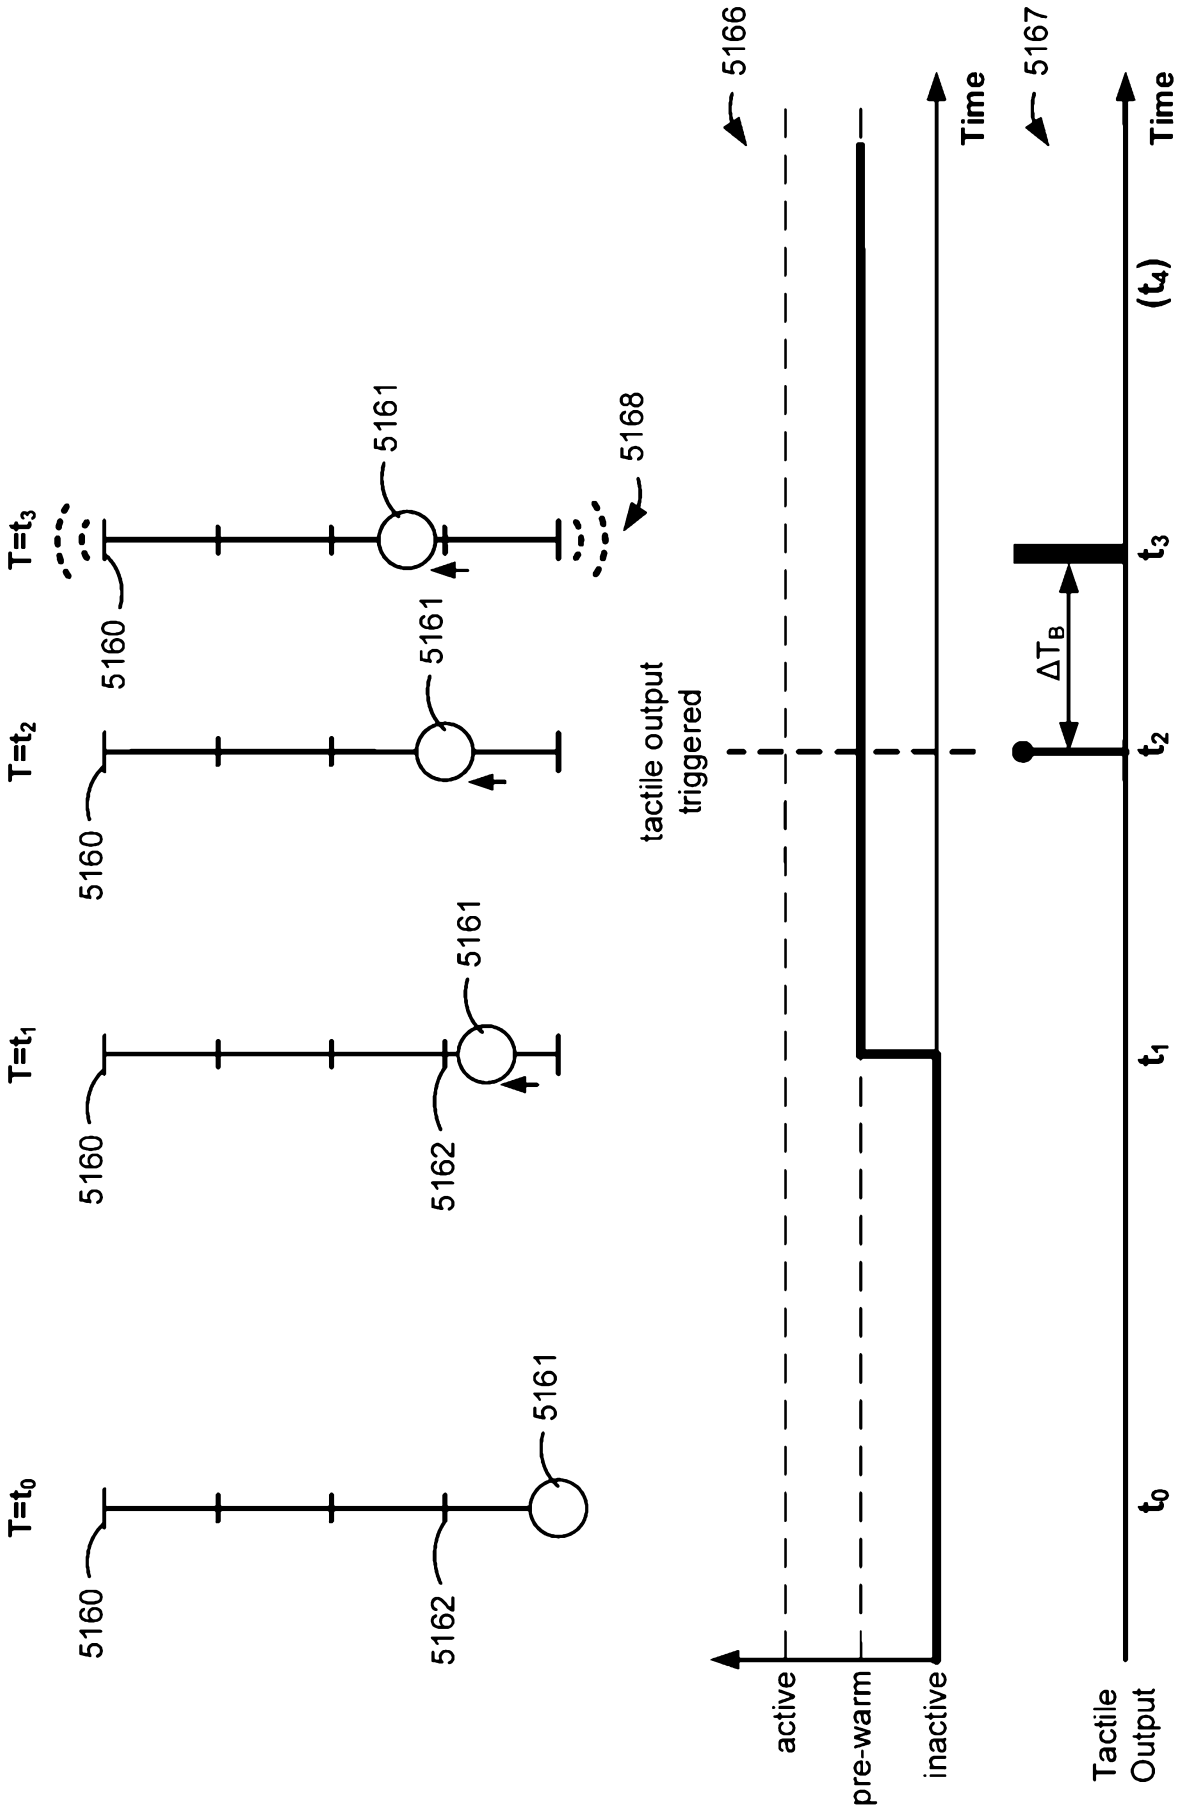 T=t0
T=t1
T=t2
T=t3
5160
5160
5160
5160
5162
5162
5161
5161
5161
5161
5168
tactile output
triggered
5166
active
pre-warm
inactive
Time
5167
ΔTB
Tactile
Output
t0
t1
t2
t3
(t4)
Time